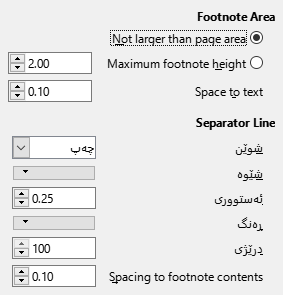 Footnote Area
Not larger than page area
Maximum footnote height 2.00
Space to text 0.10
Separator Line
شوێن چەپ
شێوە
ئەستووری 0.25
ڕەنگ
درێژی 100
Spacing to footnote contents 0.10